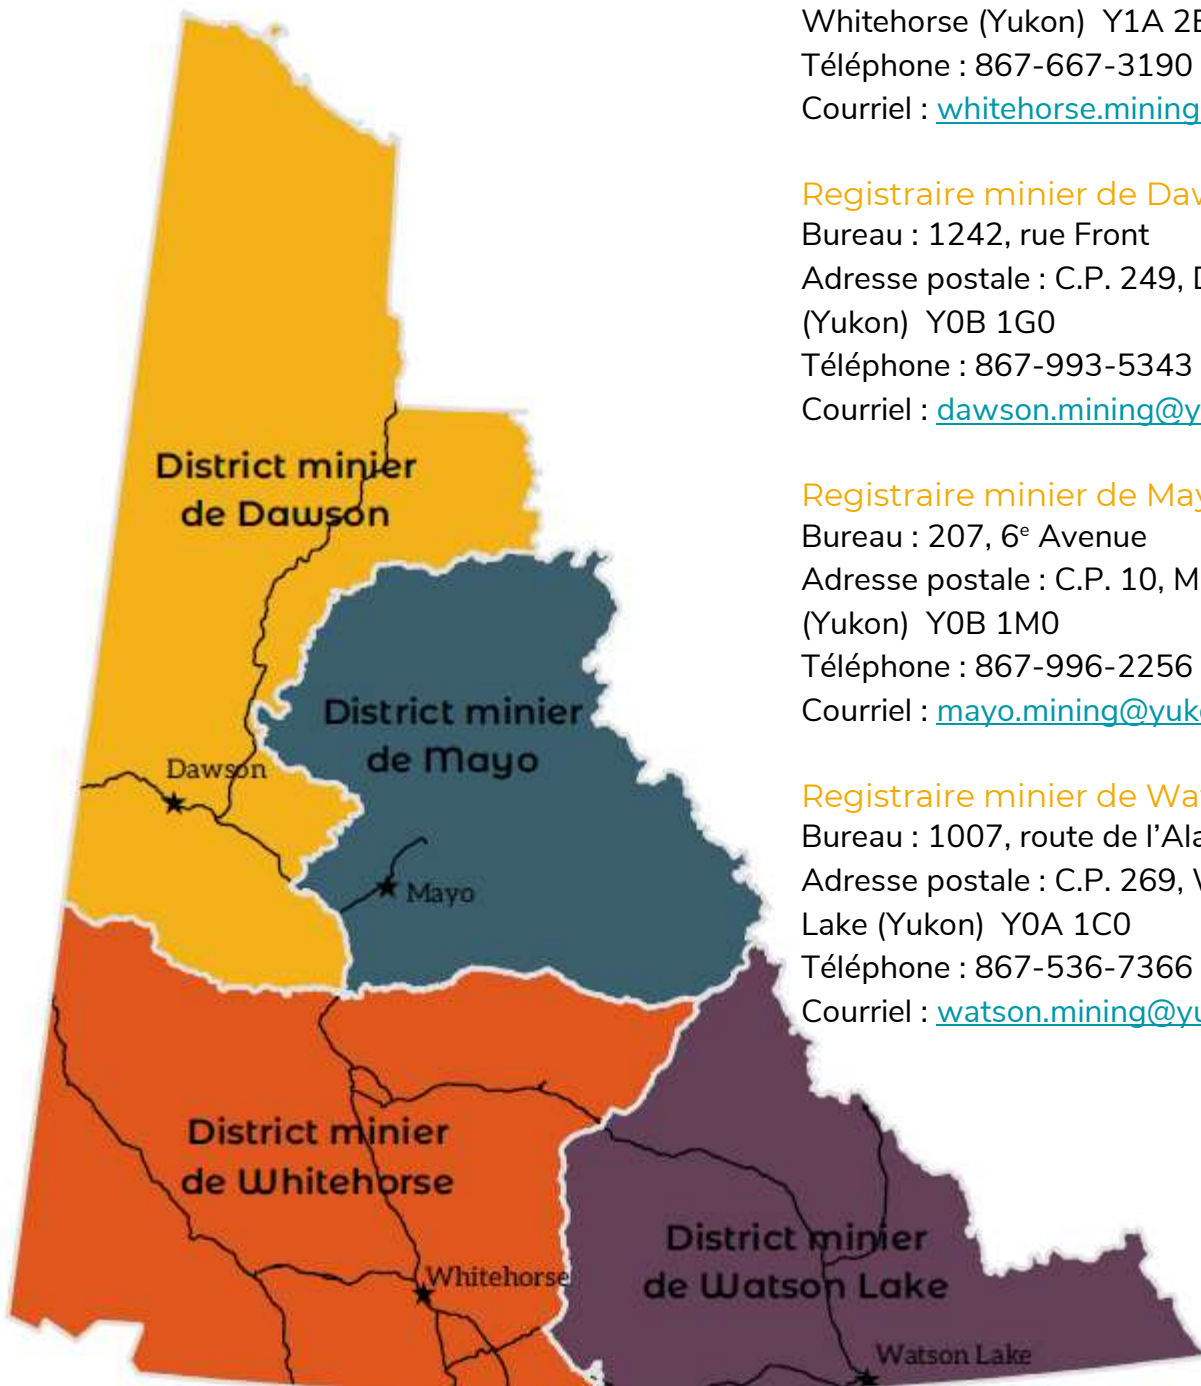 Whitehorse (Yukon) Y1A 2B
Téléphone : 867-667-3190
Courriel : whitehorse.mining
Registraire minier de Daw
Bureau : 1242, rue Front
Adresse postale : C.P. 249, D
(Yukon) Y0B 1G0
Téléphone : 867-993-5343
Courriel : dawson.mining@y
Registraire minier de May
Bureau : 207, 6e Avenue
Adresse postale : C.P. 10, M
(Yukon) Y0B 1M0
Téléphone : 867-996-2256
Courriel : mayo.mining@yuk
Registraire minier de Wa
Bureau : 1007, route de l’Ala
Adresse postale : C.P. 269, W
Lake (Yukon) Y0A 1C0
Téléphone : 867-536-7366
Courriel : watson.mining@yu
District minier
de Dawson
Dawson
District minier
de Mayo
Mayo
District minier
de Whitehorse
Whitehorse
District minier
de Watson Lake
Watson Lake